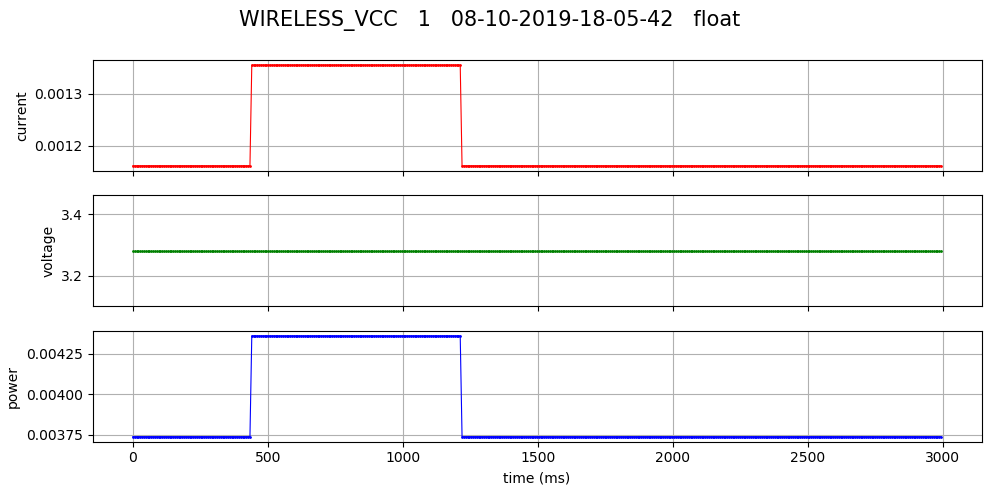 WIRELESS_VCC 1 08-10-2019-18-05-42 float
0.0013
0.0012
current
3.4
3.2
voltage
0.00425
0.00400
0.00375
power
0 500 1000 1500 2000 2500 3000
time (ms)